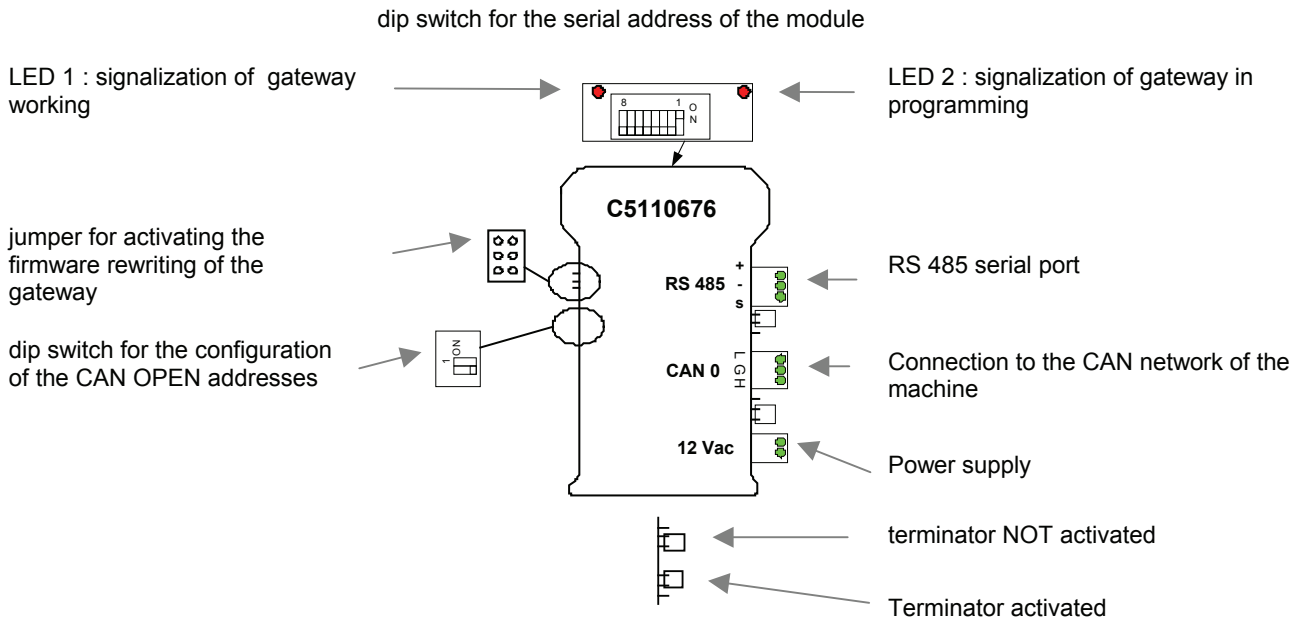 dip switch for the serial address of the module
LED 1 : signalization of gateway
working
LED 2 : signalization of gateway in
programming
8 1 O
N
C5110676
jumper for activating the
firmware rewriting of the
gateway
RS 485
+
-
s
RS 485 serial port
dip switch for the configuration
of the CAN OPEN addresses
1
ON
CAN 0
L G H
Connection to the CAN network of the
machine
12 Vac
Power supply
terminator NOT activated
Terminator activated